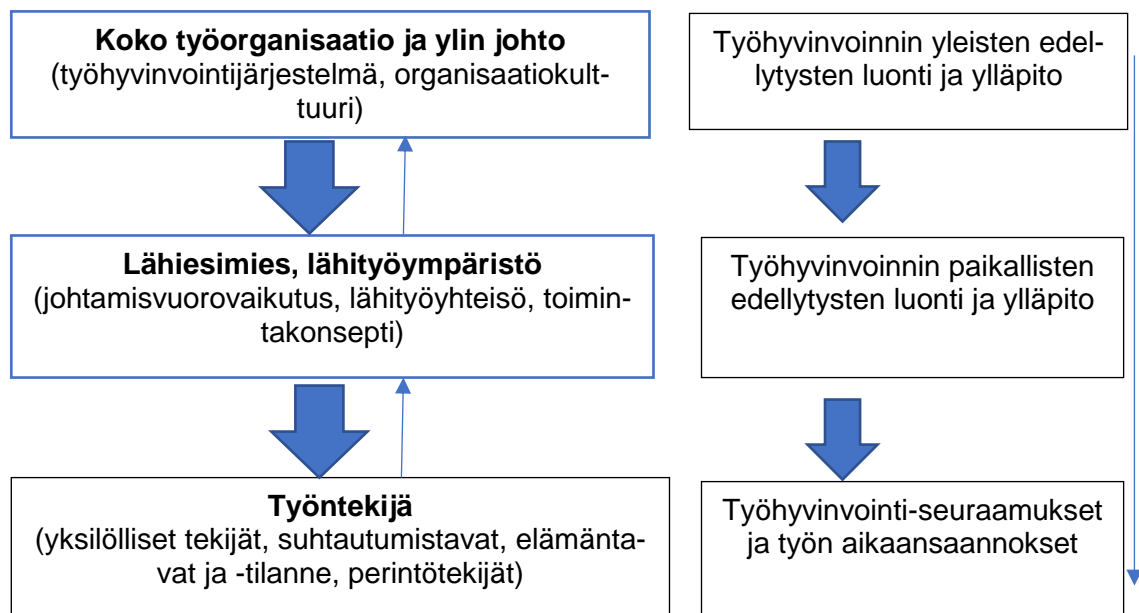 Koko työorganisaatio ja ylin johto
(työhyvinvointijärjestelmä, organisaatiokult-
tuuri)
Työhyvinvoinnin yleisten edel-
lytysten luonti ja ylläpito
Lähiesimies, lähityöympäristö
(johtamisvuorovaikutus, lähityöyhteisö, toimin-
takonsepti)
Työhyvinvoinnin paikallisten
edellytysten luonti ja ylläpito
Työntekijä
(yksilölliset tekijät, suhtautumistavat, elämänta-
vat ja -tilanne, perintötekijät)
Työhyvinvointi-seuraamukset
ja työn aikaansaannokset